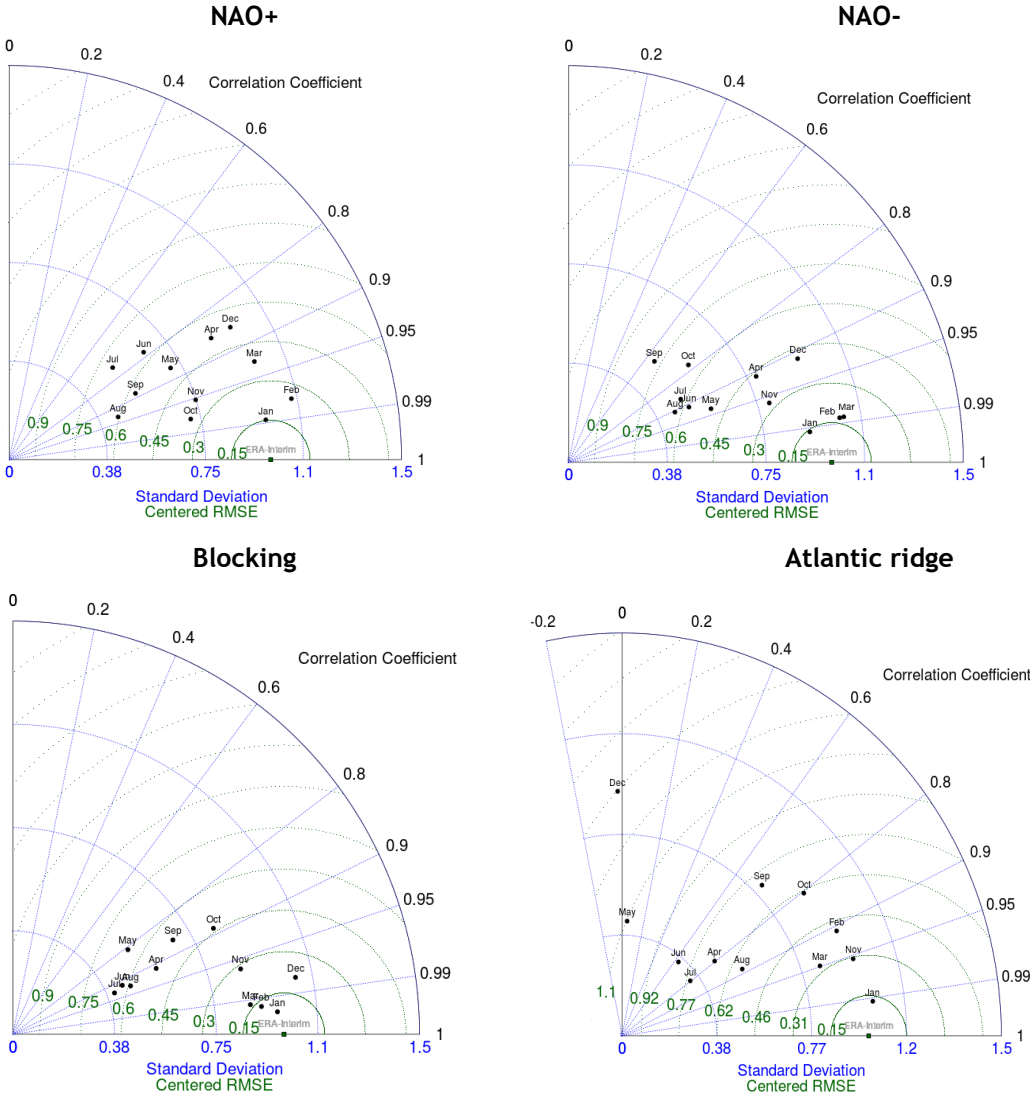 NAO+
0
0.2
0.4
Correlation Coefficient
0.6
0.8
0.9
0.95
0.99
1
Dec
Apr
Jun
Mar
Jul
May
Sep
Nov
Feb
Aug
Oct
Jan
0.9
0.75
0.6
0.45
0.3
0.15
ERA-Interim
0
0.38
0.75
1.1
1.5
Standard Deviation
Centered RMSE
NAO-
0
0.2
0.4
Correlation Coefficient
0.6
0.8
0.9
0.95
0.99
1
Sep
Oct
Dec
Apr
Jul
Aug
Jun
May
Nov
Feb
Mar
Jan
0.9
0.75
0.6
0.45
0.3
0.15
ERA-Interim
0
0.38
0.75
1.1
1.5
Standard Deviation
Centered RMSE
Blocking
0
0.2
0.4
Correlation Coefficient
0.6
0.8
0.9
0.95
0.99
1
Oct
Sep
May
Apr
Nov
Dec
Jun
Jul
Aug
Mar
Feb
Jan
0.9
0.75
0.6
0.45
0.3
0.15
ERA-Interim
0
0.38
0.75
1.1
1.5
Standard Deviation
Centered RMSE
Atlantic ridge
-0.2
0
0.2
0.4
Correlation Coefficient
0.6
0.8
0.9
0.95
0.99
1
Dec
Sep
Oct
May
Feb
Jun
Apr
Aug
Mar
Nov
Jul
Jan
1.1
0.92
0.77
0.62
0.46
0.31
0.15
ERA-Interim
0
0.38
0.77
1.2
1.5
Standard Deviation
Centered RMSE